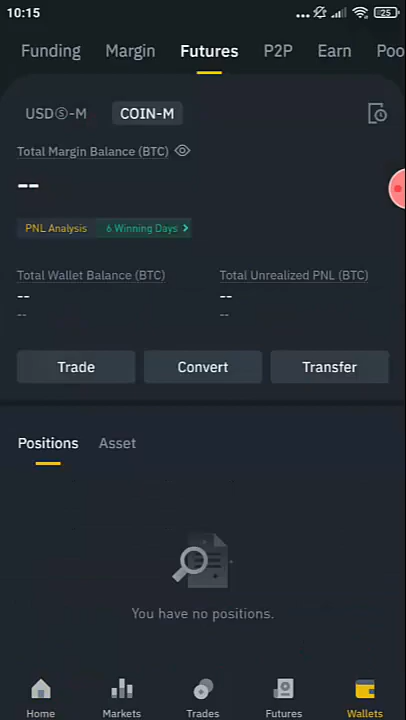 10:15
25
Funding Margin Futures P2P Earn Poo
USDⓈ-M COIN-M
Total Margin Balance (BTC)
--
PNL Analysis 6 Winning Days
Total Wallet Balance (BTC) Total Unrealized PNL (BTC)
-- --
-- --
Trade Convert Transfer
Positions Asset
You have no positions.
Home Markets Trades Futures Wallets